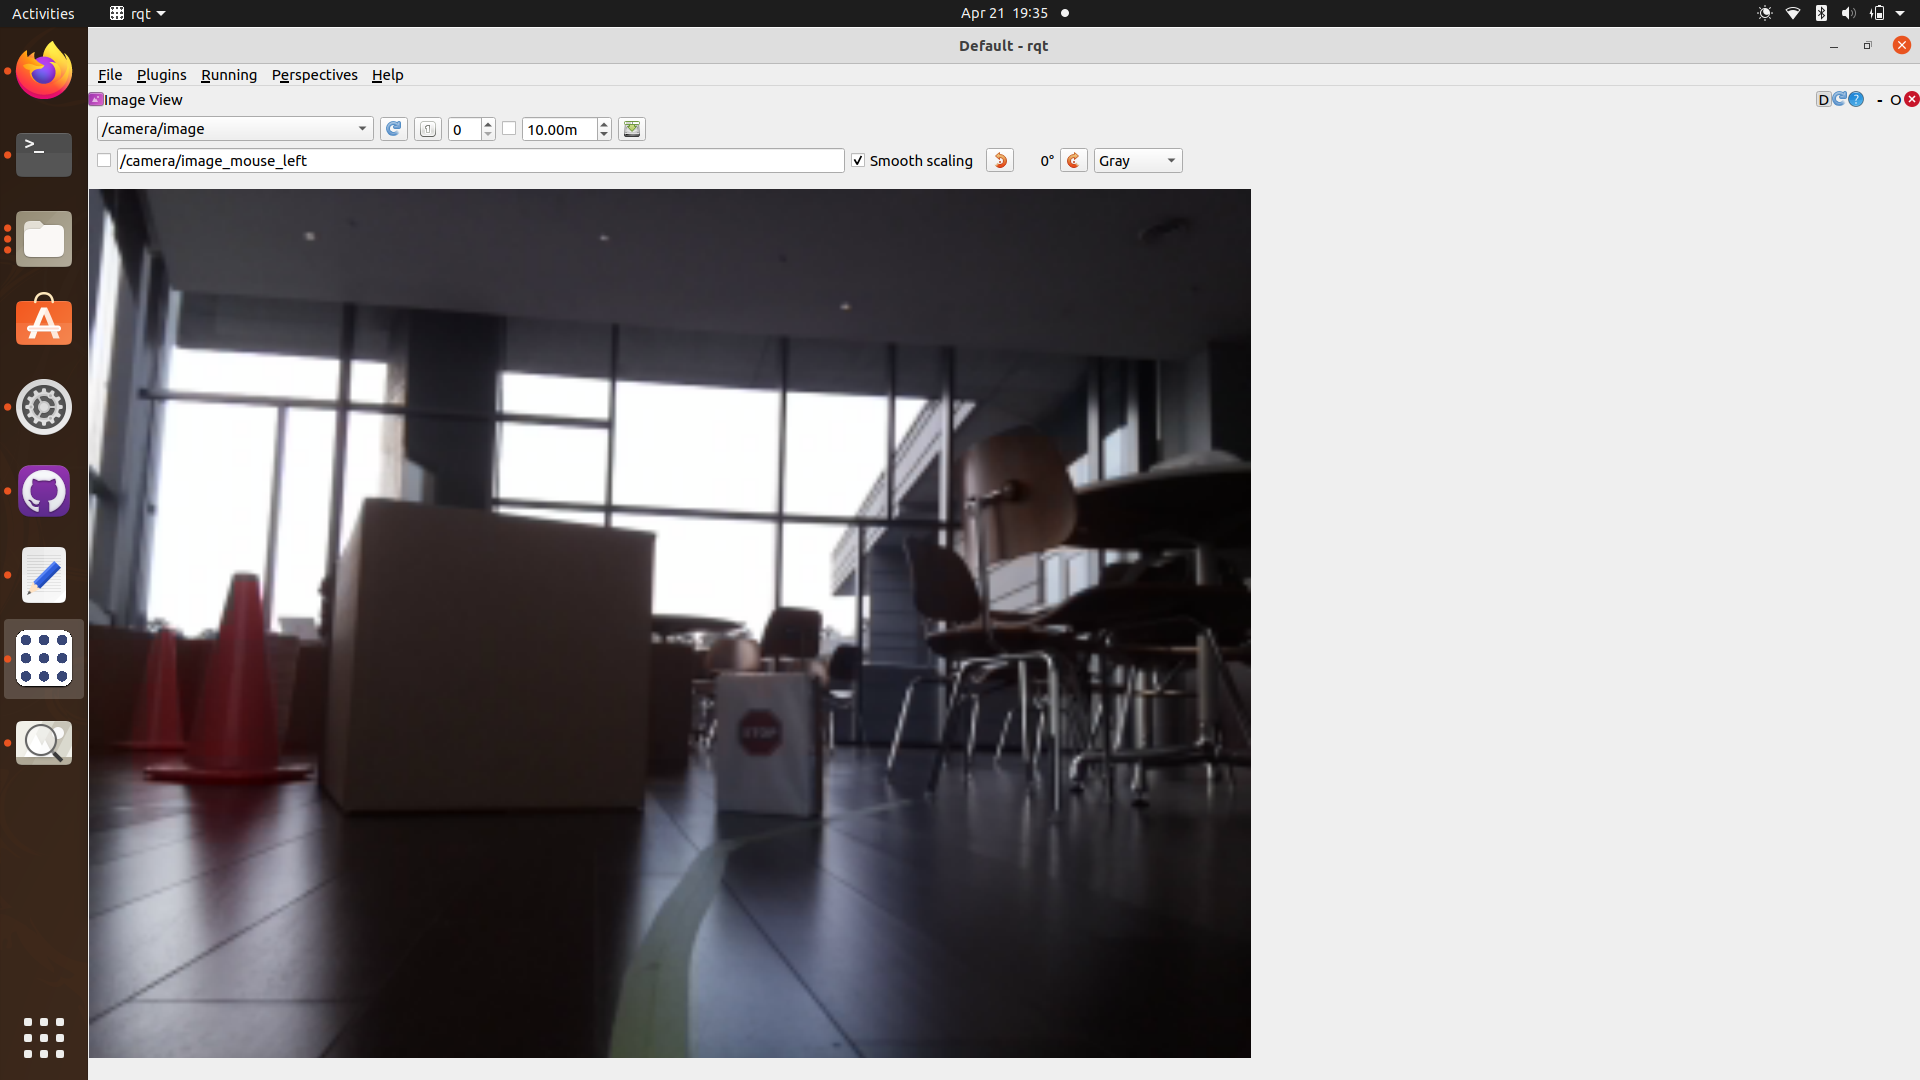 Activities rqt Apr 21 19:35
Default - rqt
File Plugins Running Perspectives Help
Image View D ? - O
/camera/image 0 10.00m
/camera/image_mouse_left Smooth scaling 0° Gray
STOP